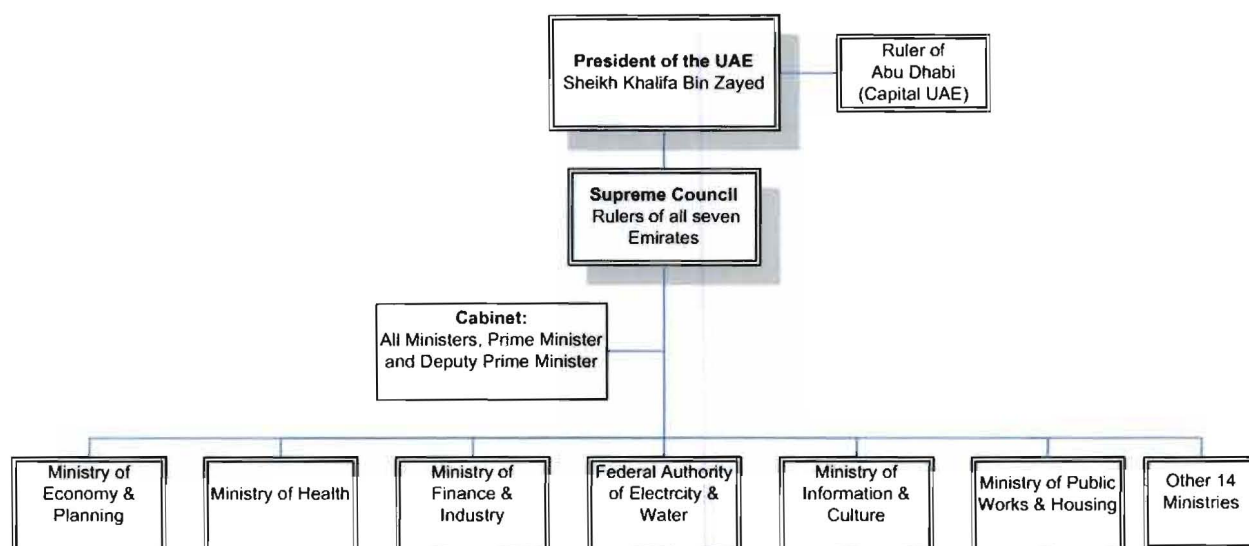 President of the UAE
Sheikh Khalifa Bin Zayed
Ruler of
Abu Dhabi
(Capital UAE)
Supreme Council
Rulers of all seven
Emirates
Cabinet:
All Ministers, Prime Minister
and Deputy Prime Minister
Ministry of
Economy &
Planning
Ministry of Health
Ministry of
Finance &
Industry
Federal Authority
of Electrcity &
Water
Ministry of
Information &
Culture
Ministry of Public
Works & Housing
Other 14
Ministries